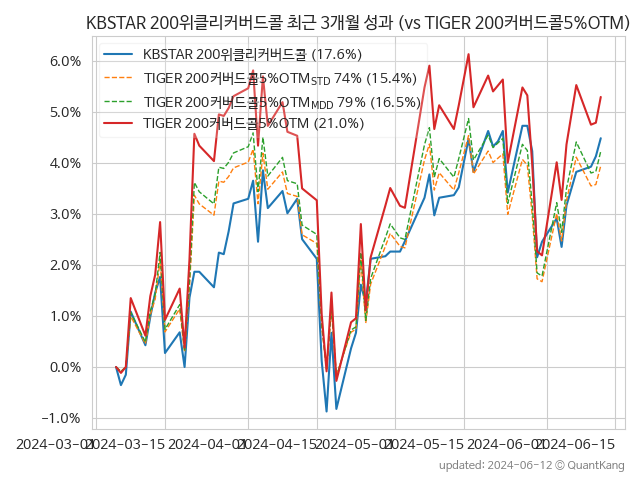 KBSTAR 200위클리커버드콜 최근 3개월 성과 (vs TIGER 200커버드콜5%OTM)
KBSTAR 200위클리커버드콜 (17.6%)
TIGER 200커버드콜5%OTM STD 74% (15.4%)
TIGER 200커버드콜5%OTM MDD 79% (16.5%)
TIGER 200커버드콜5%OTM (21.0%)
6.0%
5.0%
4.0%
3.0%
2.0%
1.0%
0.0%
-1.0%
2024-03-01 2024-03-15 2024-04-01 2024-04-15 2024-05-01 2024-05-15 2024-06-01 2024-06-15
updated: 2024-06-12 © QuantKang